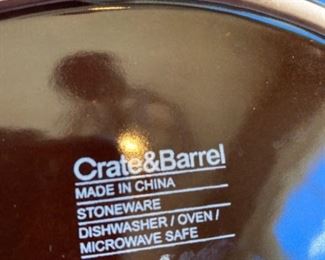 Crate&Barrel
MADE IN CHINA
STONEWARE
DISHWASHER / OVEN /
MICROWAVE SAFE